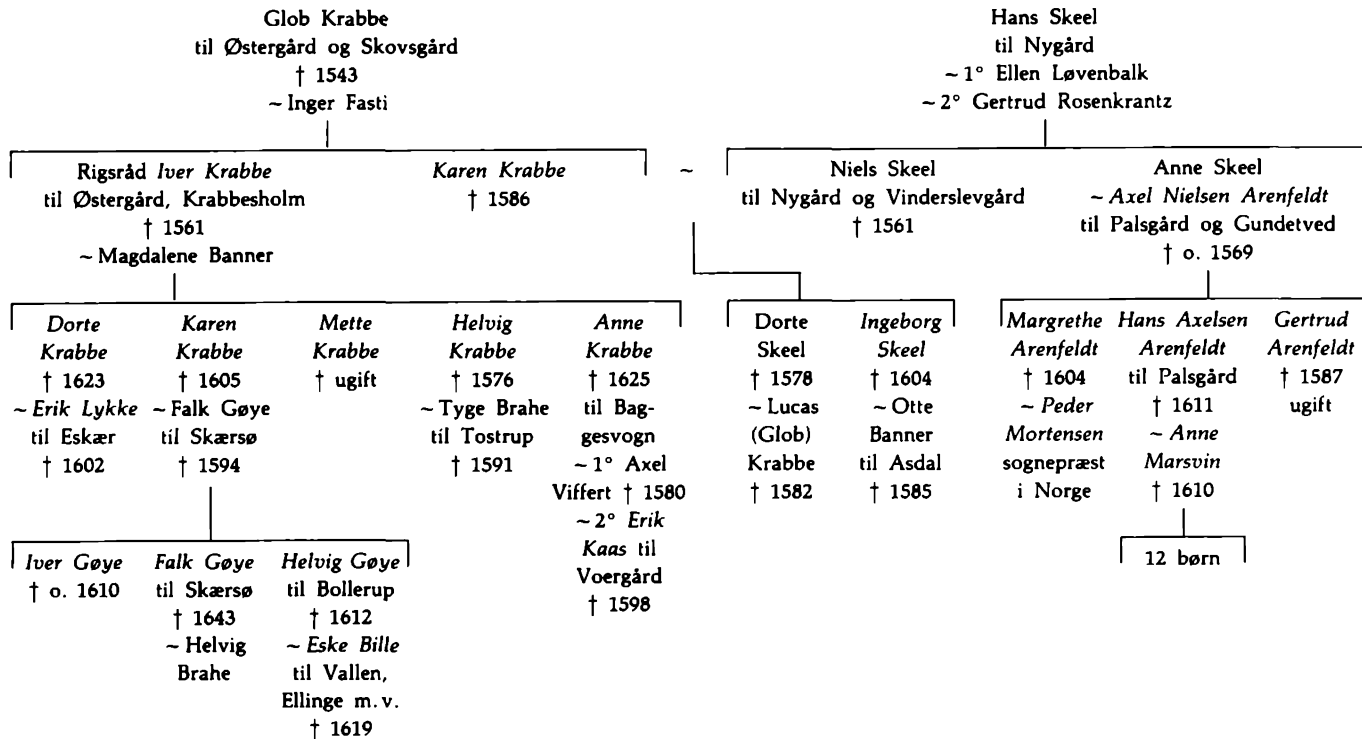 Glob Krabbe
til Østergård og Skovsgård
† 1543
~ Inger Fasti
Hans Skeel
til Nygård
~ 1° Ellen Løvenbalk
~ 2° Gertrud Rosenkrantz
Rigsråd Iver Krabbe
til Østergård, Krabbesholm
† 1561
~ Magdalene Banner
Karen Krabbe
† 1586
~
Niels Skeel
til Nygård og Vinderslevgård
† 1561
Anne Skeel
~ Axel Nielsen Arenfeldt
til Palsgård og Gundetved
† o. 1569
Dorte
Krabbe
† 1623
~ Erik Lykke
til Eskær
† 1602
Karen
Krabbe
† 1605
~ Falk Gøye
til Skærsø
† 1594
Mette
Krabbe
† ugift
Helvig
Krabbe
† 1576
~ Tyge Brahe
til Tostrup
† 1591
Anne
Krabbe
† 1625
til Bag-
gesvogn
~ 1° Axel
Viffert † 1580
~ 2° Erik
Kaas til
Voergård
† 1598
Dorte
Skeel
† 1578
~ Lucas
(Glob)
Krabbe
† 1582
Ingeborg
Skeel
† 1604
~ Otte
Banner
til Asdal
† 1585
Margrethe
Arenfeldt
† 1604
~ Peder
Mortensen
sognepræst
i Norge
Hans Axelsen
Arenfeldt
til Palsgård
† 1611
~ Anne
Marsvin
† 1610
Gertrud
Arenfeldt
† 1587
ugift
Iver Gøye
† o. 1610
Falk Gøye
til Skærsø
† 1643
~ Helvig
Brahe
Helvig Gøye
til Bollerup
† 1612
~ Eske Bille
til Vallen,
Ellinge m.v.
† 1619
12 børn